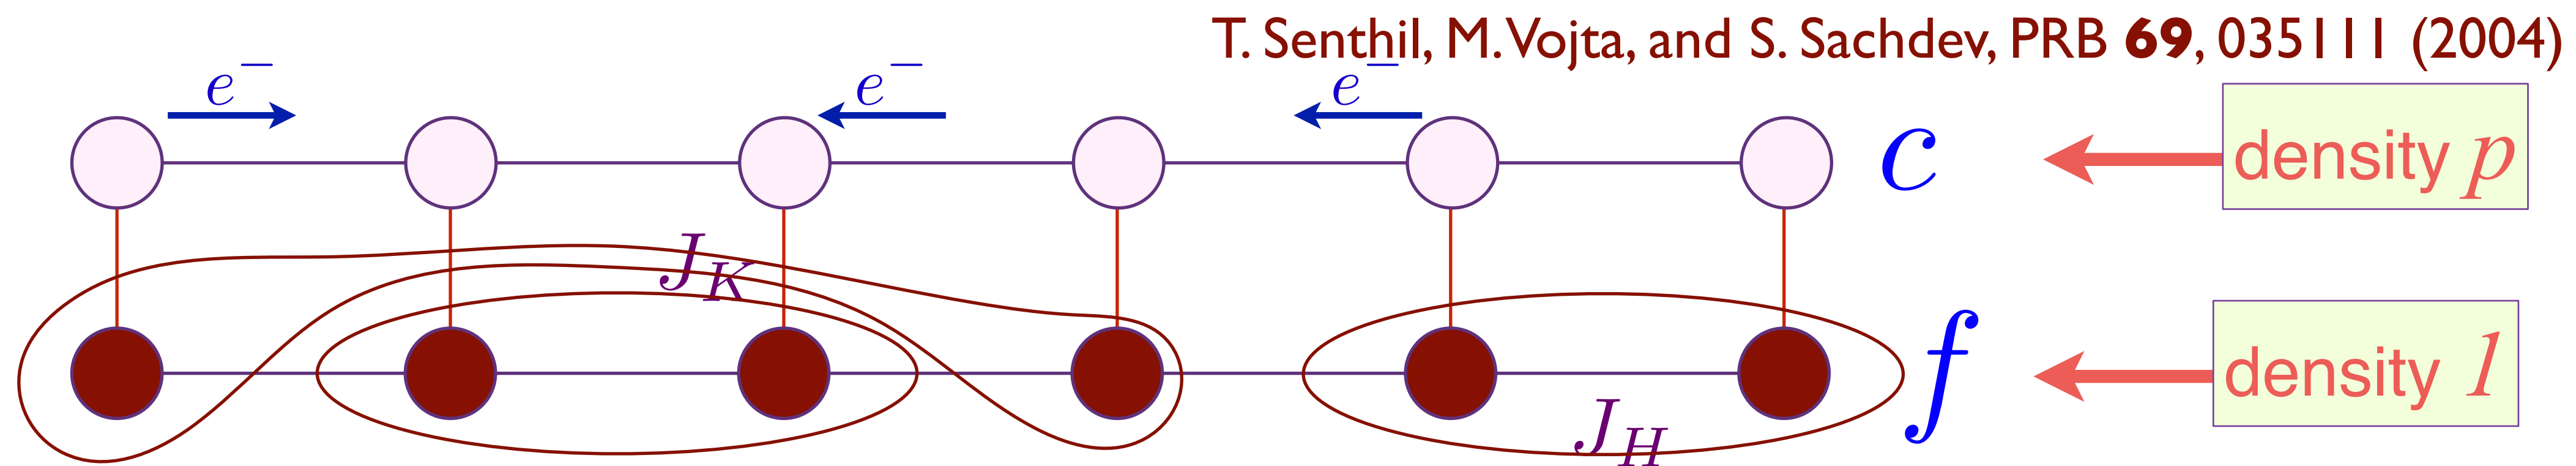 T. Senthil, M. Vojta, and S. Sachdev, PRB 69, 035111 (2004)
e⁻ e⁻ e⁻
c density p
J_K
f density 1
J_H